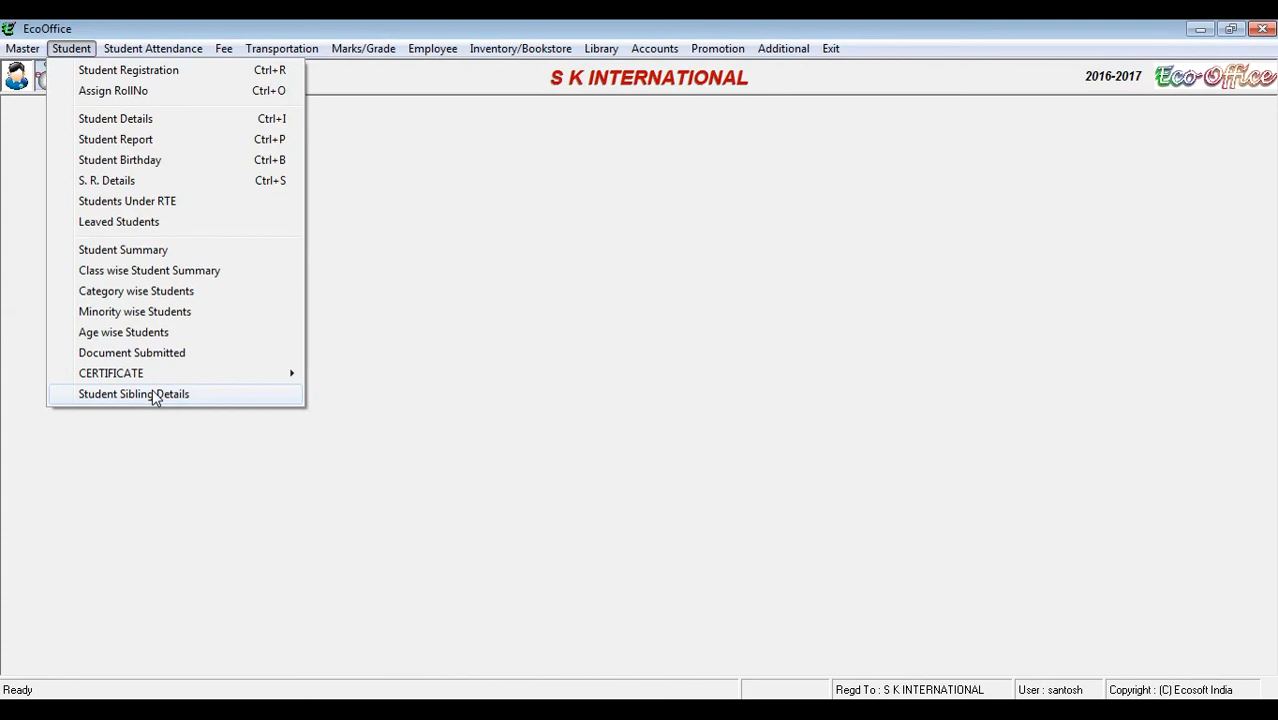 EcoOffice
Master Student Student Attendance Fee Transportation Marks/Grade Employee Inventory/Bookstore Library Accounts Promotion Additional Exit
S K INTERNATIONAL 2016-2017 Eco-Office
Student Registration Ctrl+R
Assign RollNo Ctrl+O
Student Details Ctrl+I
Student Report Ctrl+P
Student Birthday Ctrl+B
S. R. Details Ctrl+S
Students Under RTE
Leaved Students
Student Summary
Class wise Student Summary
Category wise Students
Minority wise Students
Age wise Students
Document Submitted
CERTIFICATE
Student Sibling Details
Ready Regd To : S K INTERNATIONAL User : santosh Copyright : (C) Ecosoft India